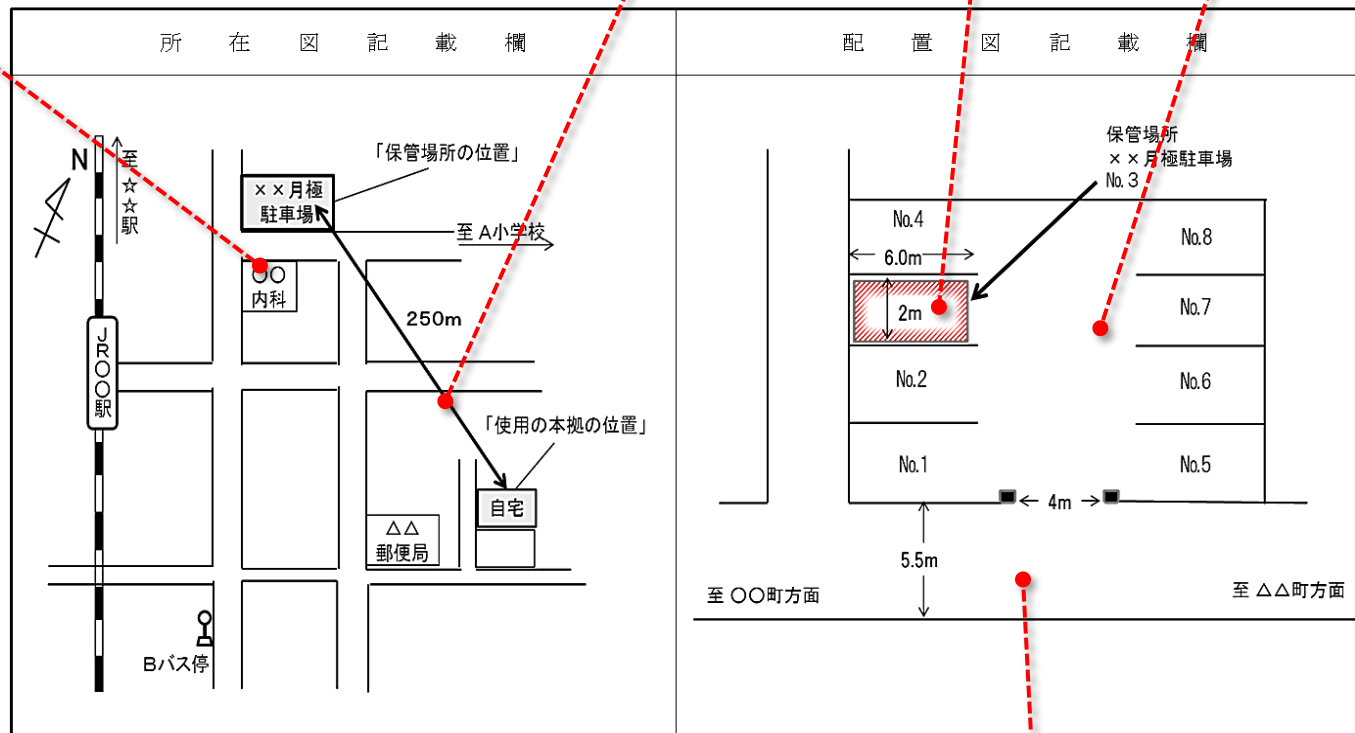 所在図記載欄
N
至☆☆駅
「保管場所の位置」
××月極
駐車場
至 A小学校
〇〇
内科
250m
JR〇〇駅
「使用の本拠の位置」
自宅
△△
郵便局
Bバス停
配置図記載欄
保管場所
××月極駐車場
No.3
No.4
No.8
6.0m
2m
No.7
No.2
No.6
No.1
No.5
4m
5.5m
至 〇〇町方面
至 △△町方面